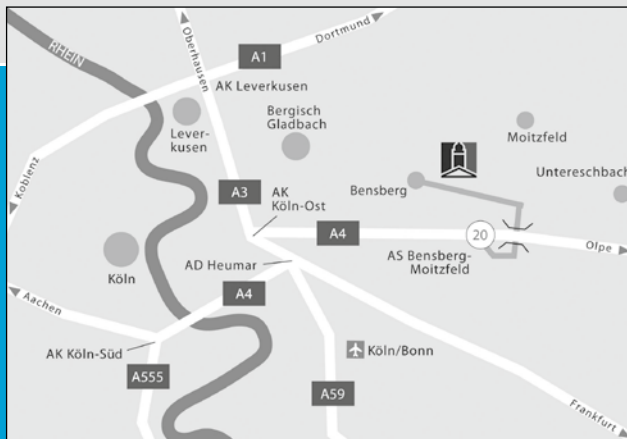 RHEIN
Oberhausen
Dortmund
A1
AK Leverkusen
Lever-
kusen
Bergisch
Gladbach
Moitzfeld
Koblenz
A3
AK
Köln-Ost
Bensberg
Untereschbach
A4
20
Olpe
Köln
AD Heumar
AS Bensberg-
Moitzfeld
Aachen
A4
AK Köln-Süd
Köln/Bonn
A555
A59
Frankfurt